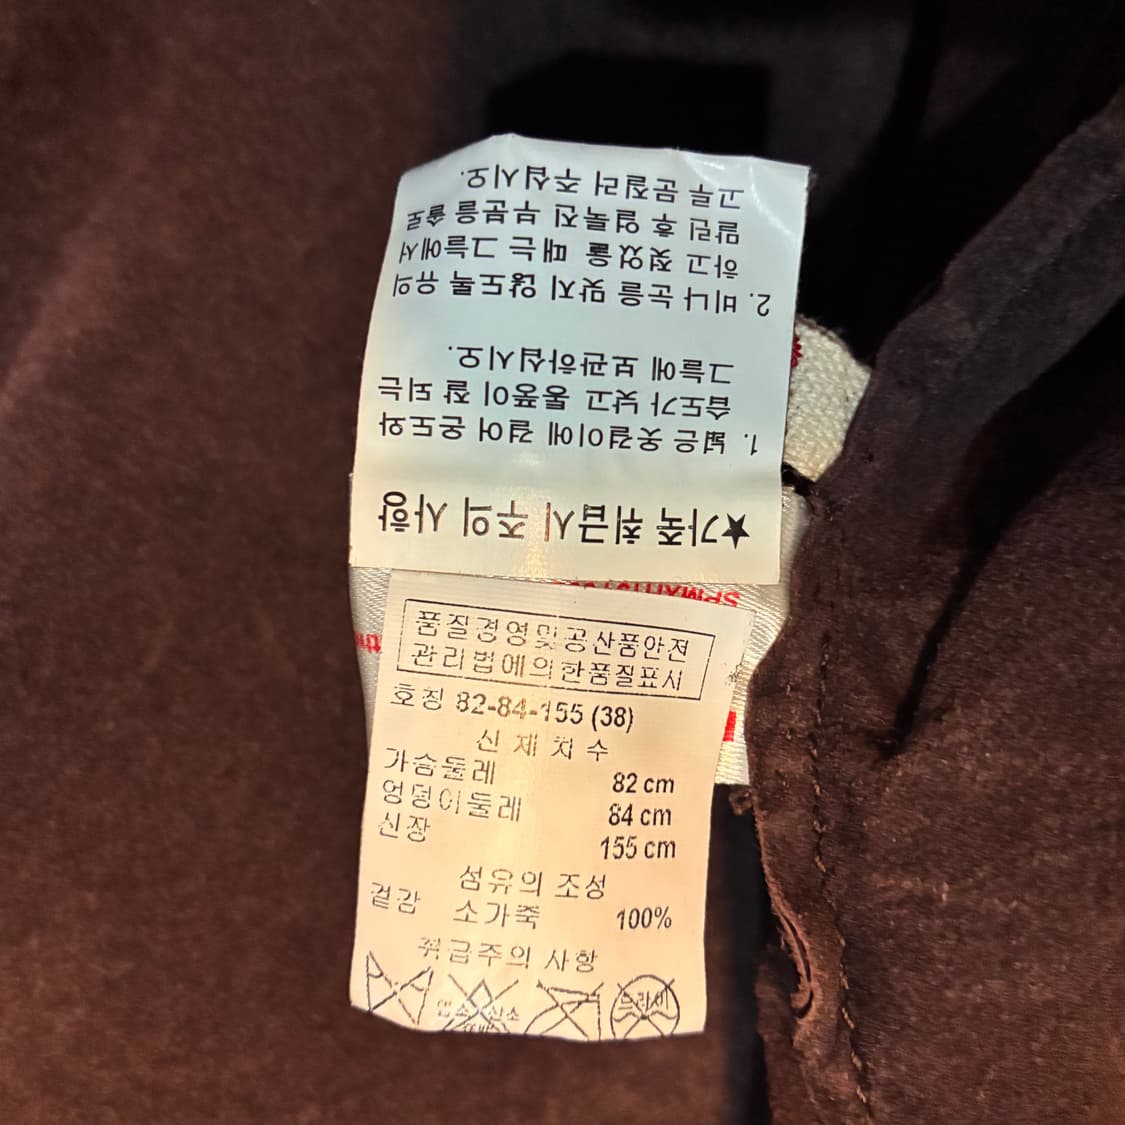 ★가죽취급시 주의 사항
1. 넓은 옷걸이에 걸어 온도와
습도가 낮고 통풍이 잘 되는
그늘에 보관하십시오.
2. 비나 눈을 맞지 않도록 유의
하고 젖었을 때는 그늘에서
말린 후 얼룩진 부분을 솔로
고루 문질러 주십시오.
품질경영및공산품안전
관리법에의한품질표시
호칭 82-84-155 (38)
신 체 치 수
가슴둘레 82 cm
엉덩이둘레 84 cm
신장 155 cm
섬유의 조성
겉감 소가죽 100%
취급주의 사항
염소 산소
표백
드라이